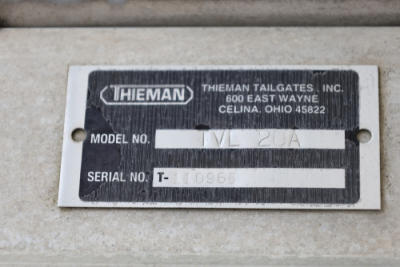 THIEMAN
THIEMAN TAILGATES, INC.
600 EAST WAYNE
CELINA, OHIO 45822
MODEL NO. TVL 20A
SERIAL NO. T-